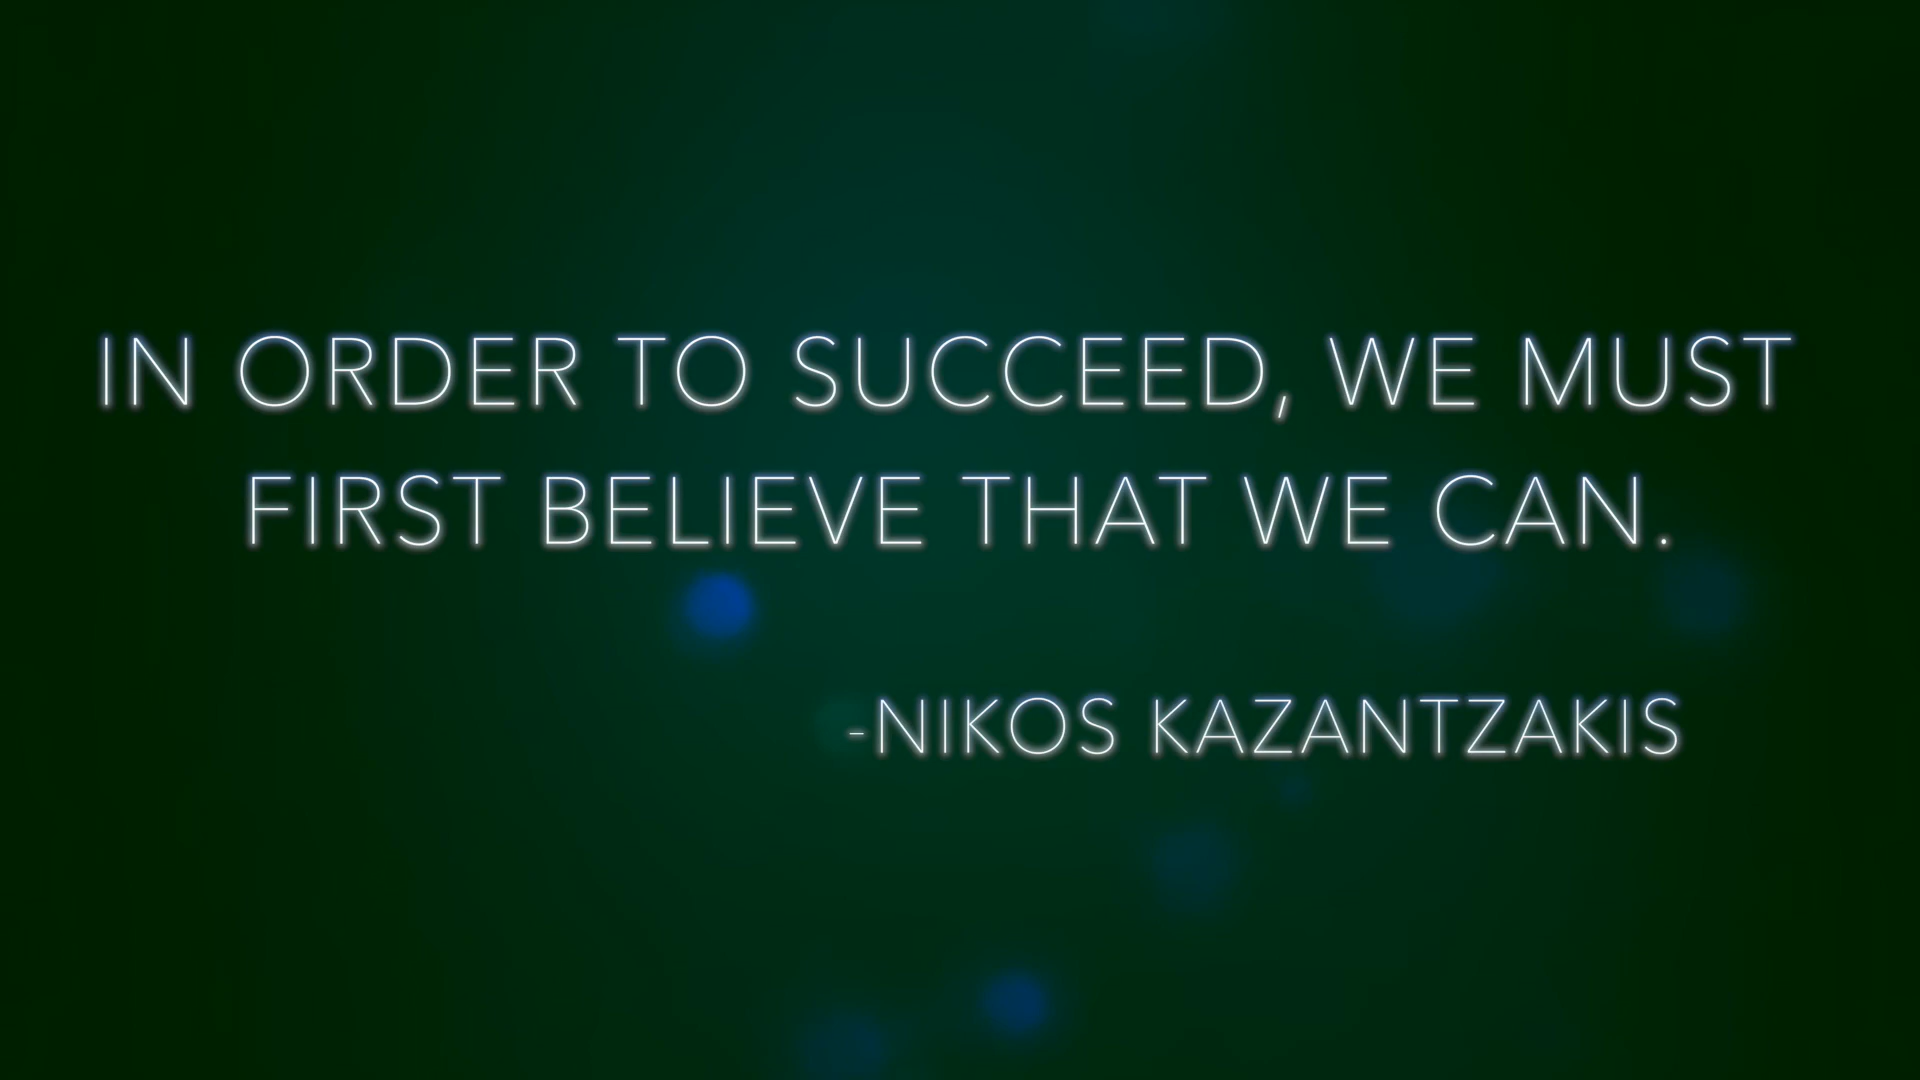 IN ORDER TO SUCCEED, WE MUST
FIRST BELIEVE THAT WE CAN.
-NIKOS KAZANTZAKIS